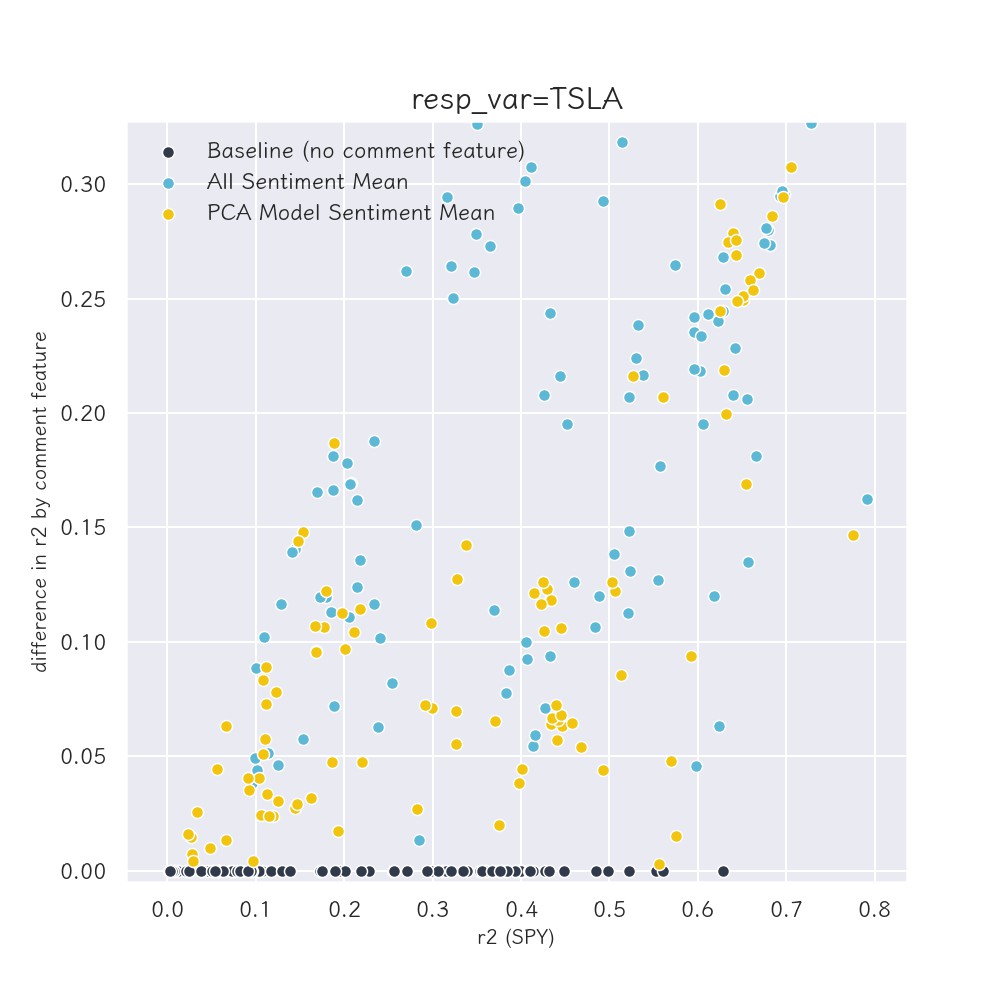 resp_var=TSLA
Baseline (no comment feature)
All Sentiment Mean
PCA Model Sentiment Mean
difference in r2 by comment feature
0.30
0.25
0.20
0.15
0.10
0.05
0.00
0.0 0.1 0.2 0.3 0.4 0.5 0.6 0.7 0.8
r2 (SPY)